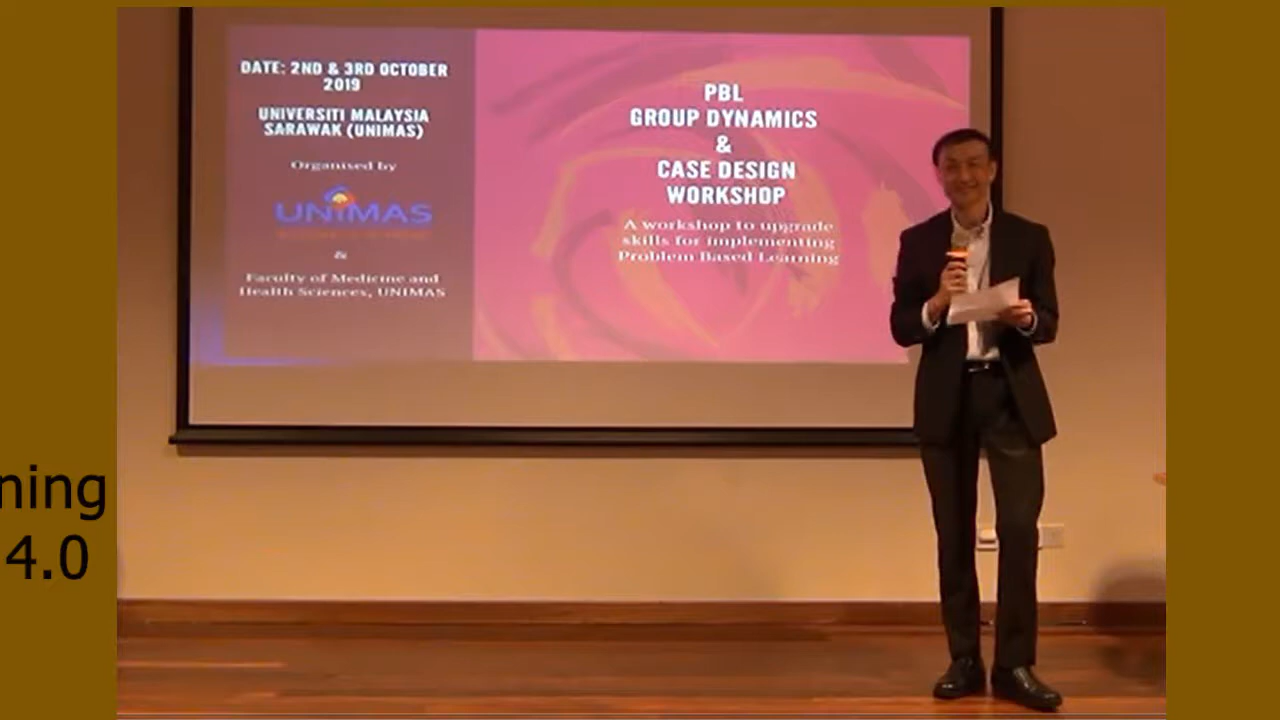 DATE: 2ND & 3RD OCTOBER
2019
UNIVERSITI MALAYSIA
SARAWAK (UNIMAS)
Organised by
UNIMAS
&
Faculty of Medicine and
Health Sciences, UNIMAS
PBL
GROUP DYNAMICS
&
CASE DESIGN
WORKSHOP
A workshop to upgrade
skills for implementing
Problem Based Learning
ning
4.0